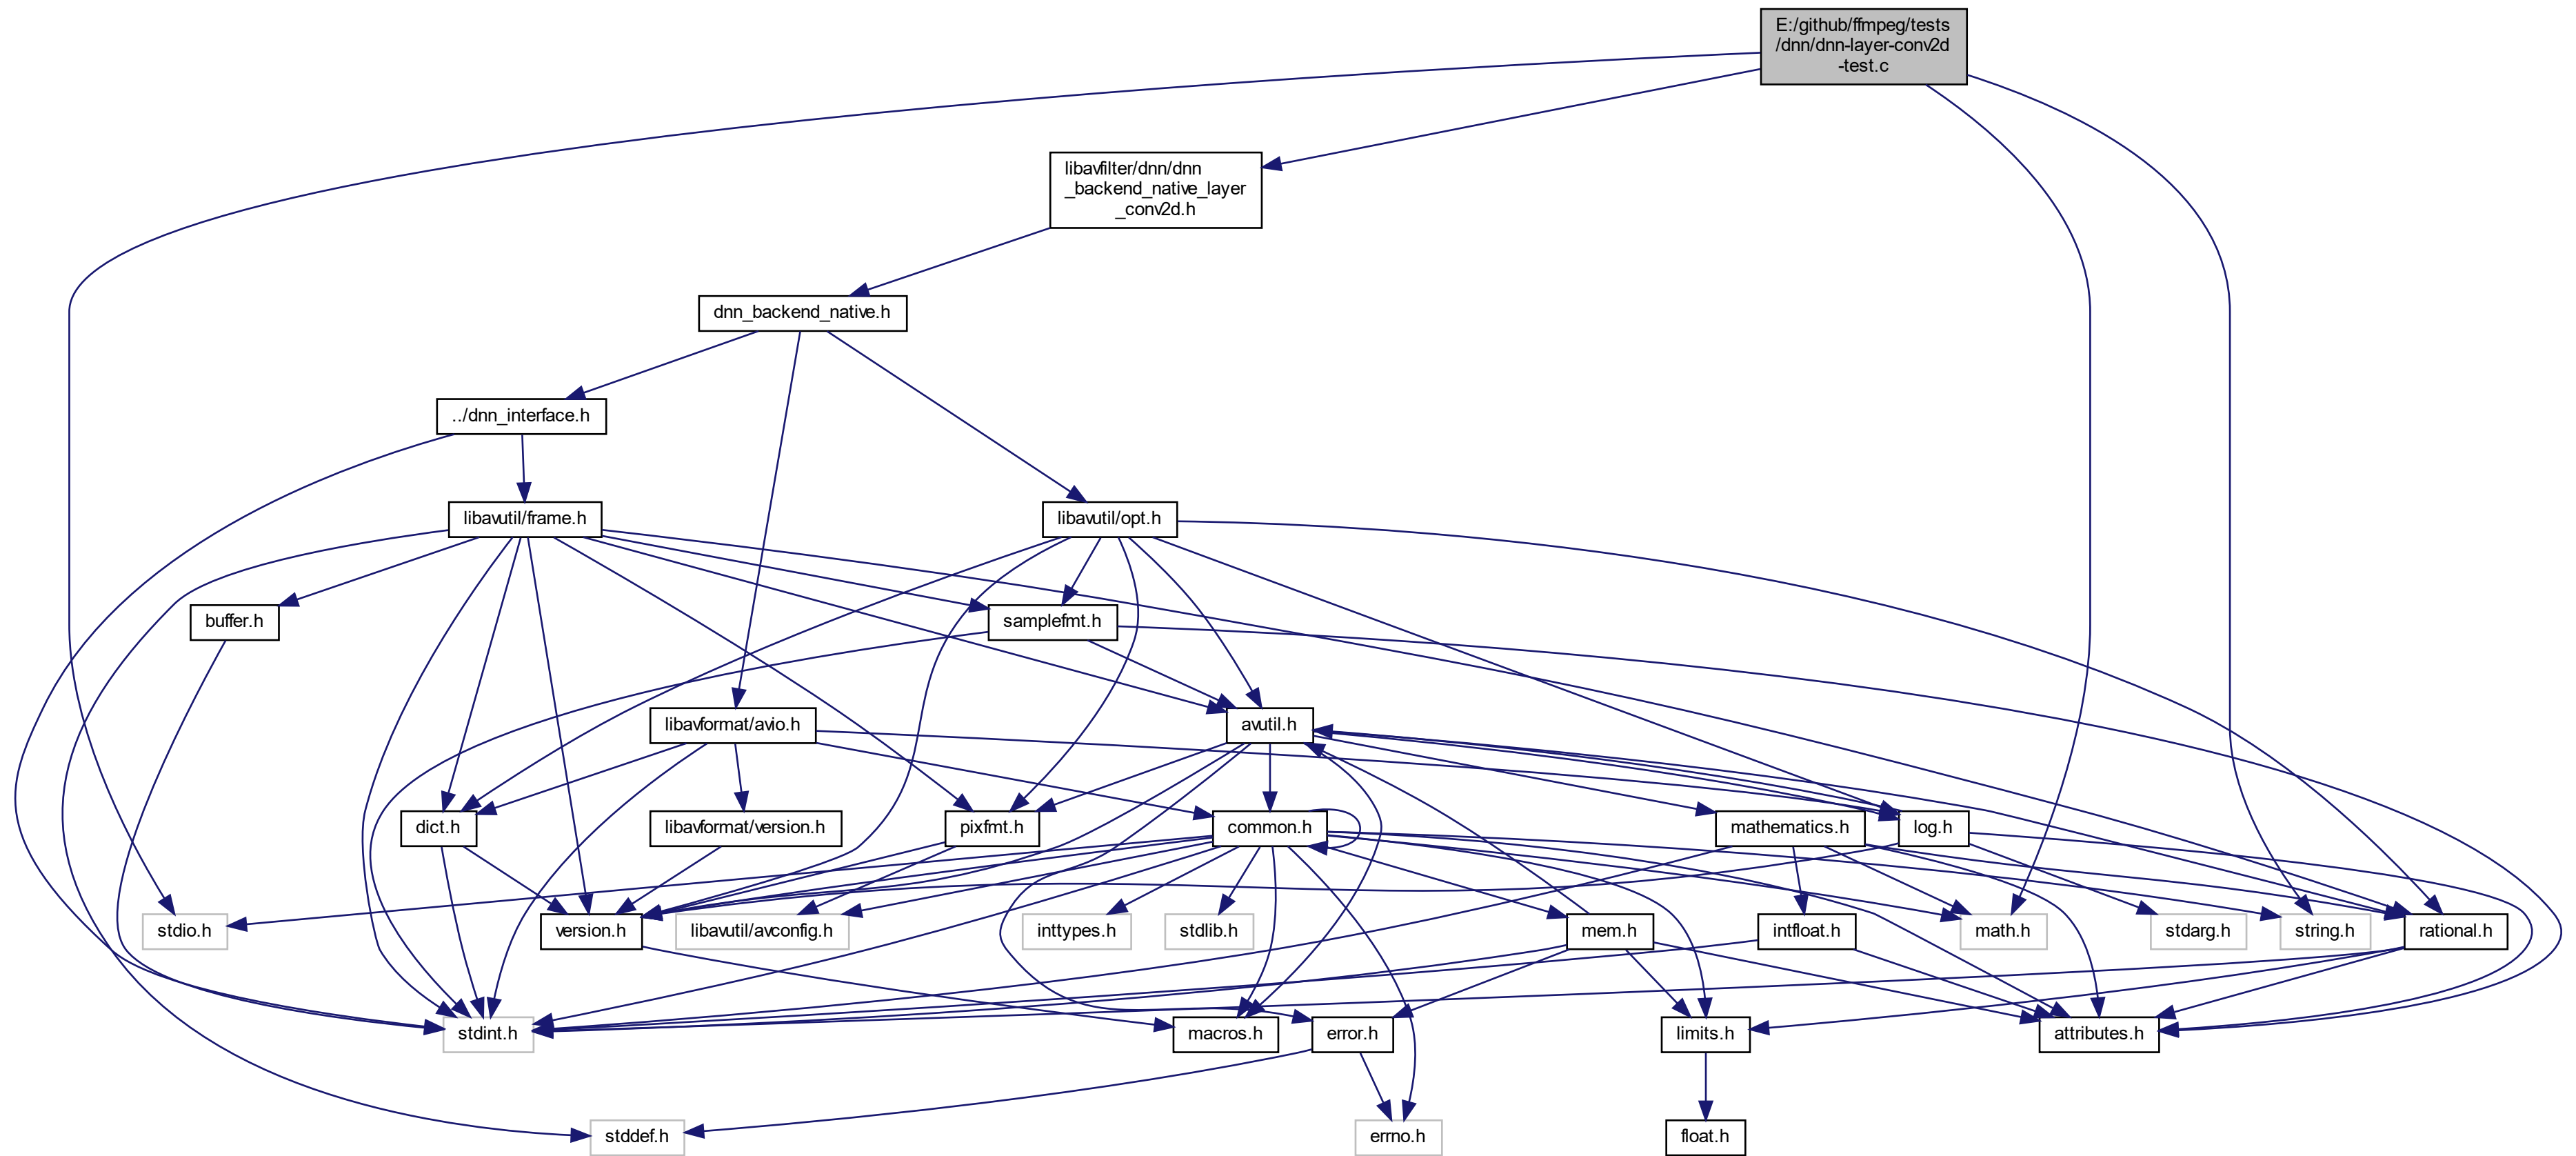 E:/github/ffmpeg/tests
/dnn/dnn-layer-conv2d
-test.c
libavfilter/dnn/dnn
_backend_native_layer
_conv2d.h
dnn_backend_native.h
../dnn_interface.h
libavutil/frame.h
libavutil/opt.h
buffer.h
samplefmt.h
libavformat/avio.h
avutil.h
dict.h
libavformat/version.h
pixfmt.h
common.h
mathematics.h
log.h
stdio.h
version.h
libavutil/avconfig.h
inttypes.h
stdlib.h
mem.h
intfloat.h
math.h
stdarg.h
string.h
rational.h
stdint.h
macros.h
error.h
limits.h
attributes.h
stddef.h
errno.h
float.h